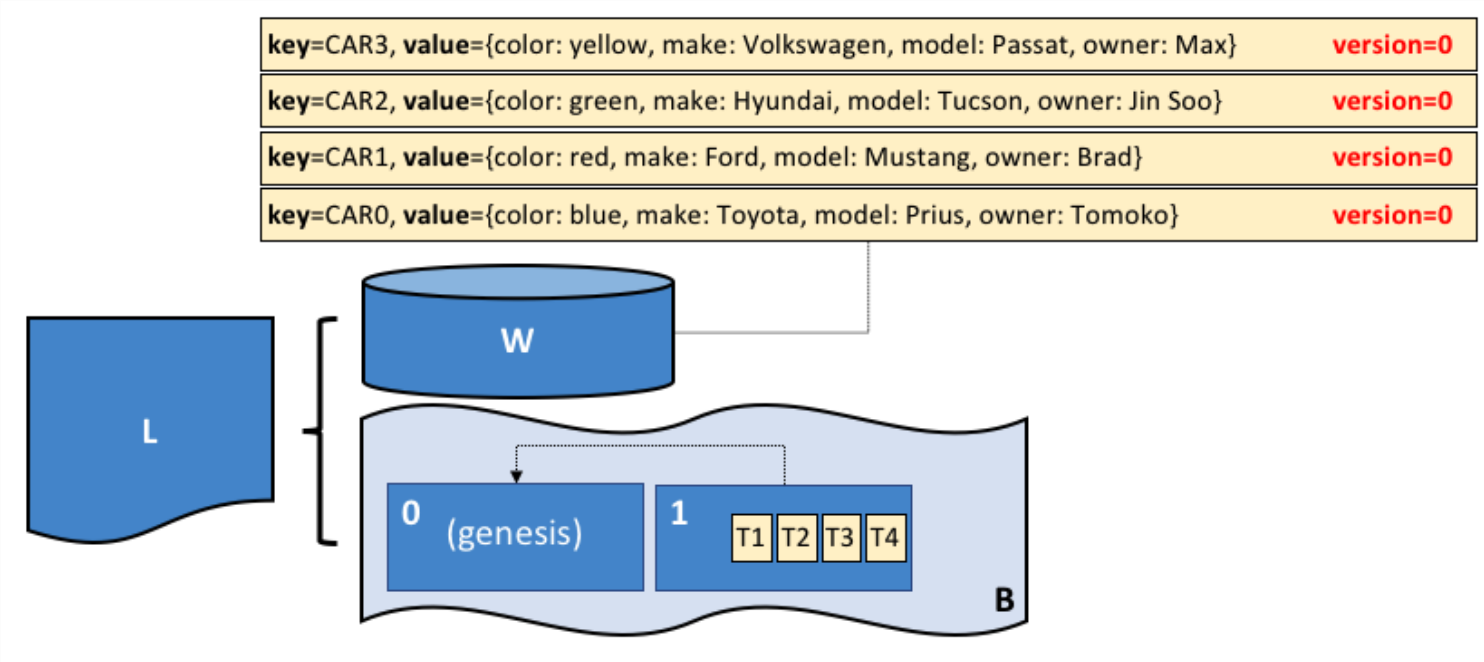 key=CAR3, value={color: yellow, make: Volkswagen, model: Passat, owner: Max} version=0
key=CAR2, value={color: green, make: Hyundai, model: Tucson, owner: Jin Soo} version=0
key=CAR1, value={color: red, make: Ford, model: Mustang, owner: Brad} version=0
key=CAR0, value={color: blue, make: Toyota, model: Prius, owner: Tomoko} version=0
W
L
0
(genesis)
1
T1 T2 T3 T4
B